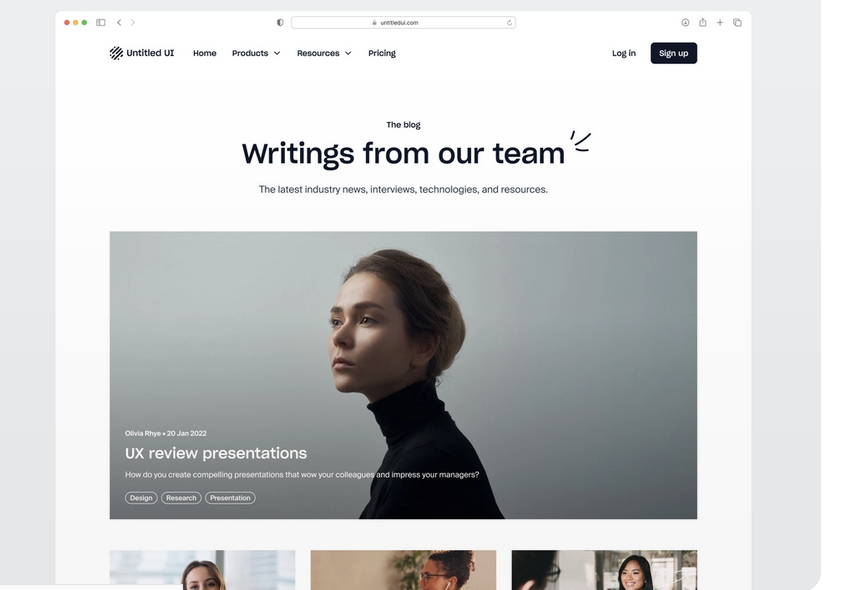 untitledui.com
Untitled UI
Home
Products
Resources
Pricing
Log in
Sign up
The blog
Writings from our team
The latest industry news, interviews, technologies, and resources.
Olivia Rhye • 20 Jan 2022
UX review presentations
How do you create compelling presentations that wow your colleagues and impress your managers?
Design
Research
Presentation